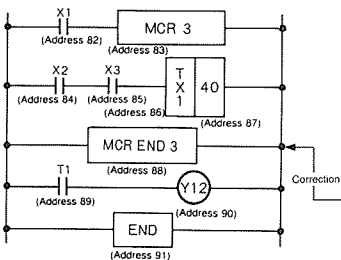 X1
MCR 3
(Address 82)
(Address 83)
X2
X3
T
X
1
40
(Address 84)
(Address 85)
(Address 86)
(Address 87)
MCR END 3
(Address 88)
Correction
T1
Y12
(Address 89)
(Address 90)
END
(Address 91)